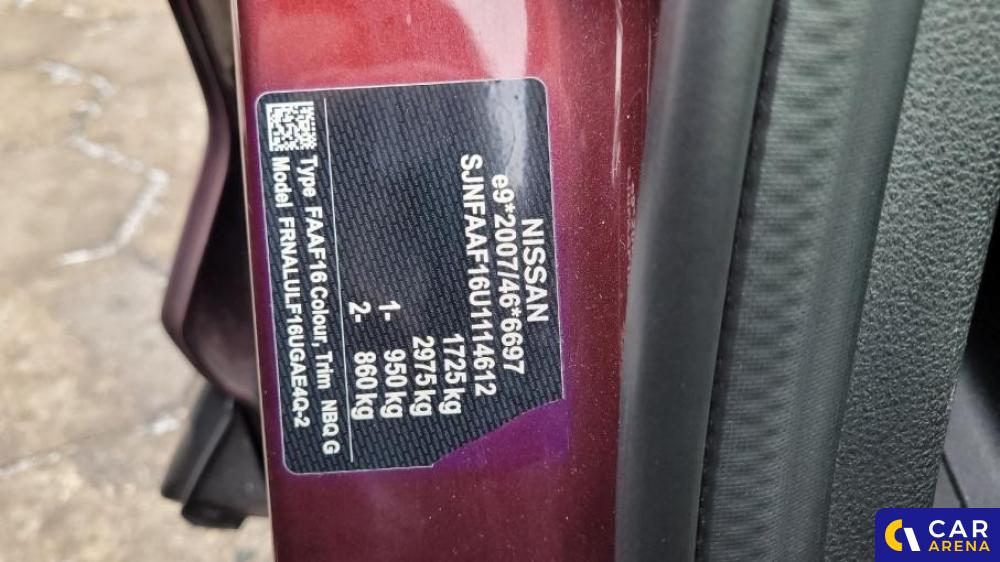 NISSAN
e9*2007/46*6697
SJNFAAF16U1114612
1725 kg
2975 kg
1- 950 kg
2- 860 kg
Type FAAF16 Colour, Trim NBQ G
Model FRNALULF16UGAE4Q-2
CAR
ARENA